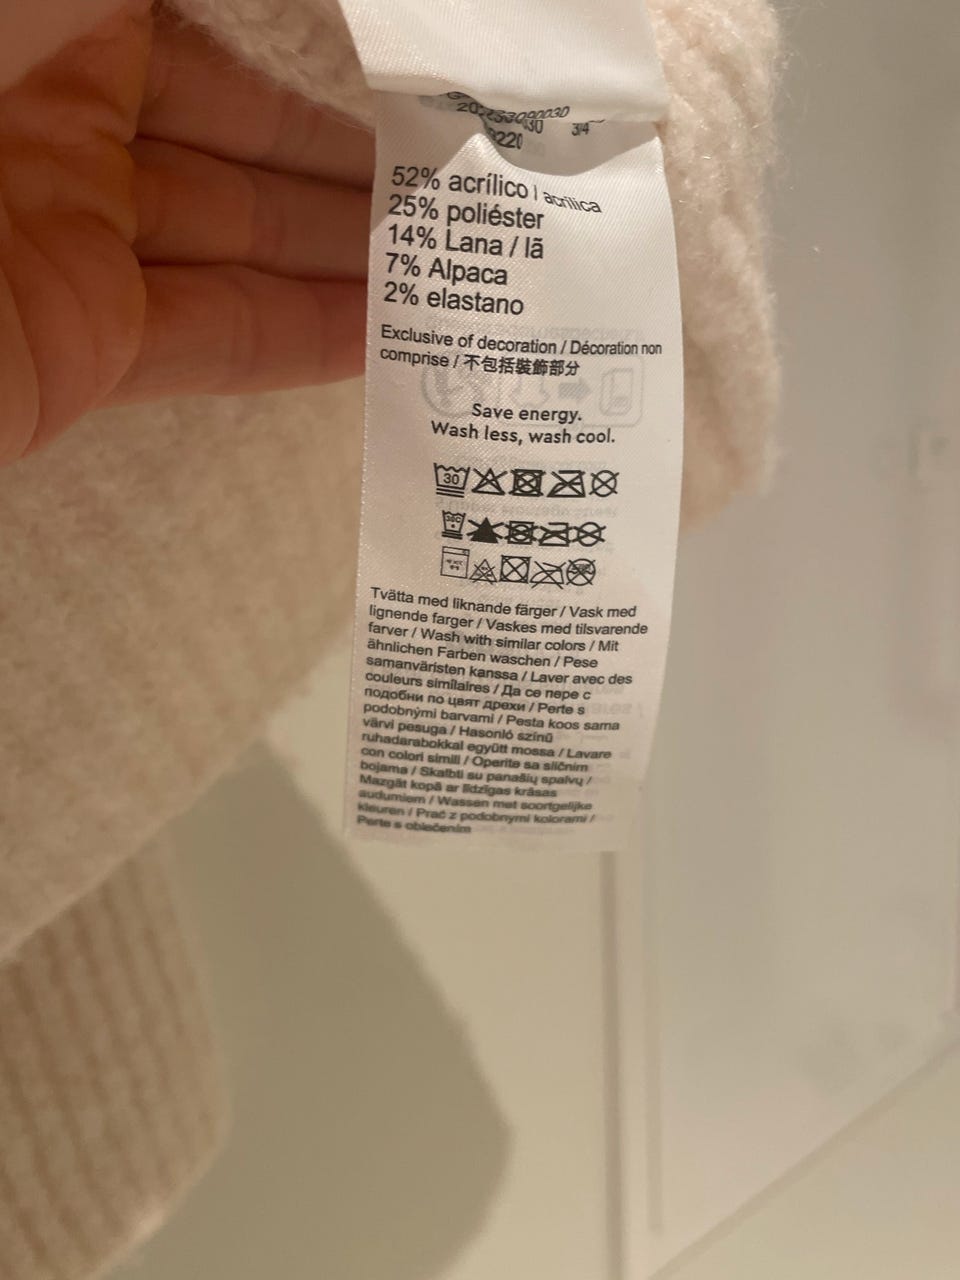 3/4
52% acrílico / acrílica
25% poliéster
14% Lana / lã
7% Alpaca
2% elastano
Exclusive of decoration / Décoration non
comprise / 不包括裝飾部分
Save energy.
Wash less, wash cool.
30
Tvätta med liknande färger / Vask med
lignende farger / Vaskes med tilsvarende
farver / Wash with similar colors / Mit
ähnlichen Farben waschen / Pese
samanväristen kanssa / Laver avec des
couleurs similaires / Да се пере с
подобни по цвят дрехи / Perte s
podobnými barvami / Pesta koos sama
värvi pesuga / Hasonló színű
ruhadarabokkal együtt mossa / Lavare
con colori simili / Operite sa sličnim
bojama / Skalbti su panašių spalvų /
Mazgāt kopā ar līdzīgas krāsas
audumiem / Wassen met soortgelijke
kleuren / Prać z podobnymi kolorami /
Perte s oblečením